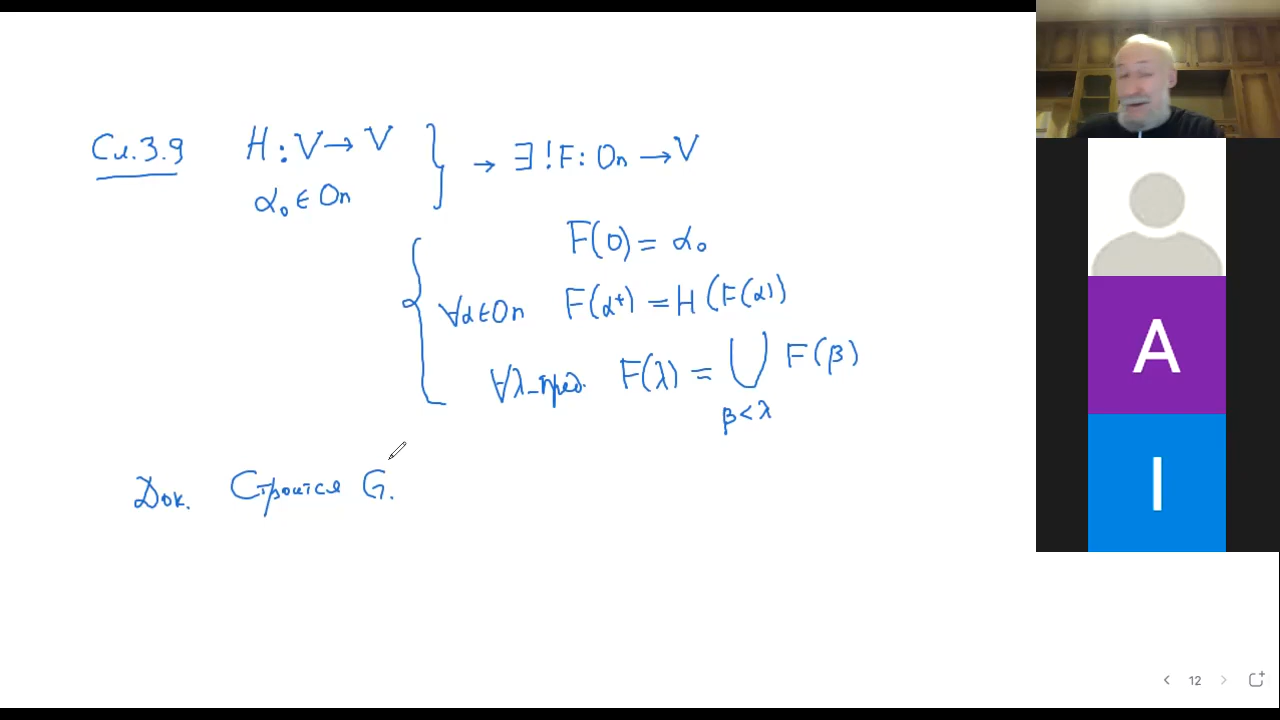 Сл.3.9 H : V → V } → ∃ ! F : On → V
α₀ ∈ On
F(0) = α₀
∀α∈On F(α⁺) = H(F(α))
∀λ-пред. F(λ) = ⋃ F(β)
β<λ
Док. Строится G.
A
I
12